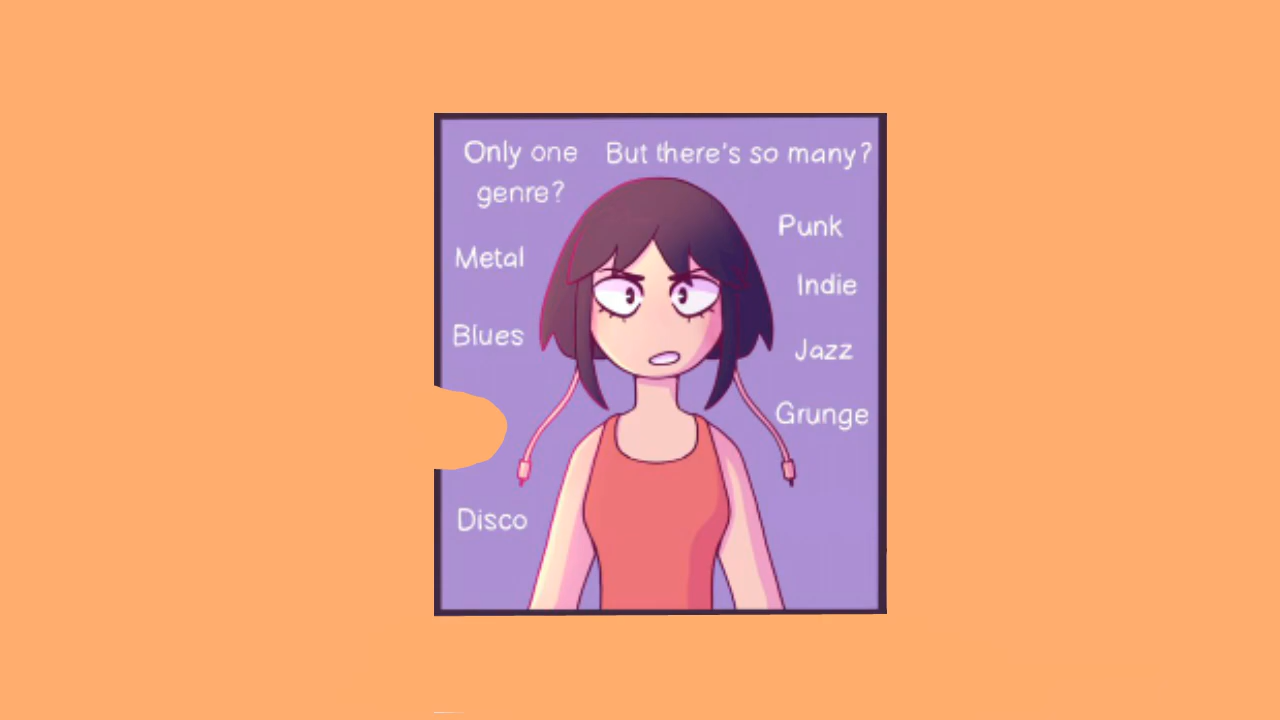 Only one
genre?
But there's so many?
Punk
Metal
Indie
Blues
Jazz
Grunge
Disco